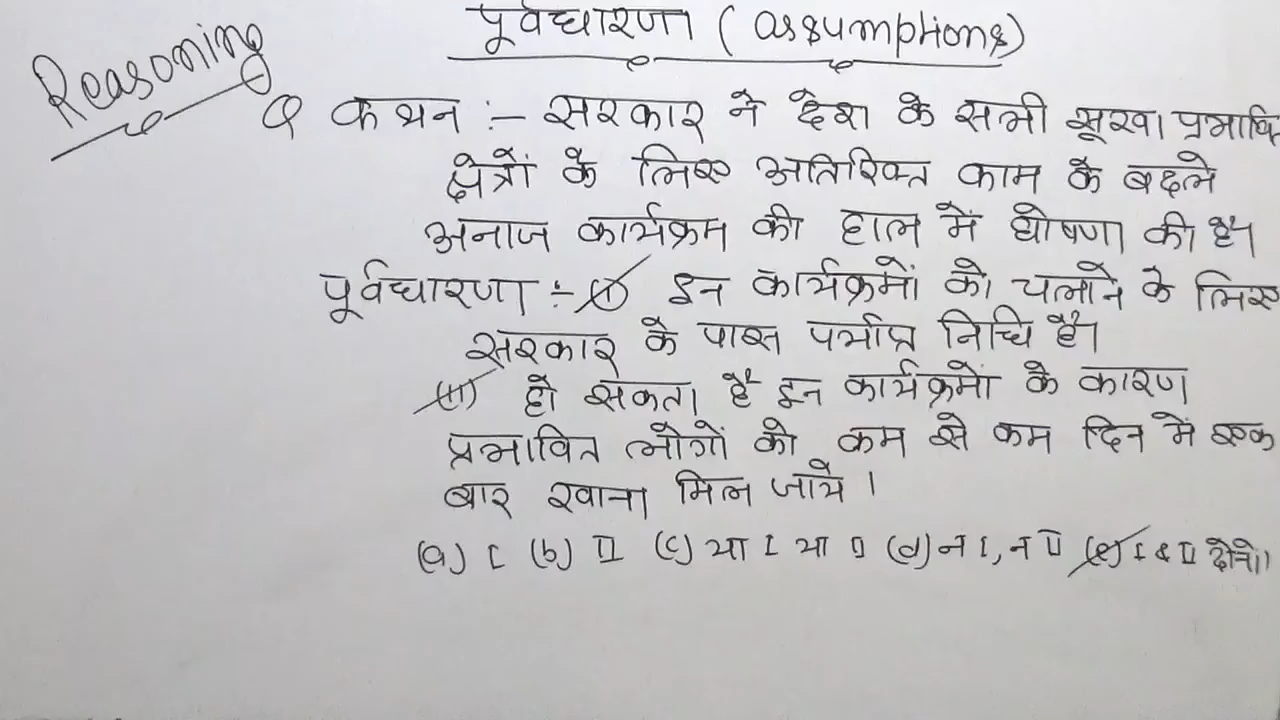 Reasoning
पूर्वधारणा (assumptions)
Q कथन :- सरकार ने देश के सभी सूखा प्रभावि
क्षेत्रों के लिए अतिरिक्त काम के बदले
अनाज कार्यक्रम की हाल में घोषणा की है।
पूर्वधारणा :- (I) इन कार्यक्रमों को चलाने के लिए
सरकार के पास पर्याप्त निधि है।
(II) हो सकता है इन कार्यक्रमों के कारण
प्रभावित लोगों को कम से कम दिन में एक
बार खाना मिल जाये ।
(a) I (b) II (c) या I या II (d) न I, न II (e) I & II दोनों।